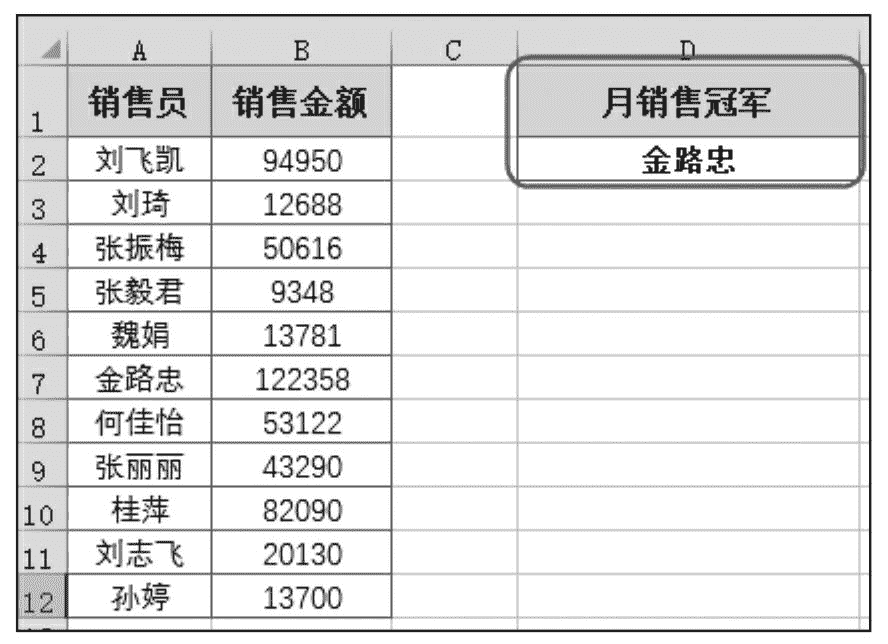 A B C D
1 销售员 销售金额 月销售冠军
2 刘飞凯 94950 金路忠
3 刘琦 12688
4 张振梅 50616
5 张毅君 9348
6 魏娟 13781
7 金路忠 122358
8 何佳怡 53122
9 张丽丽 43290
10 桂萍 82090
11 刘志飞 20130
12 孙婷 13700